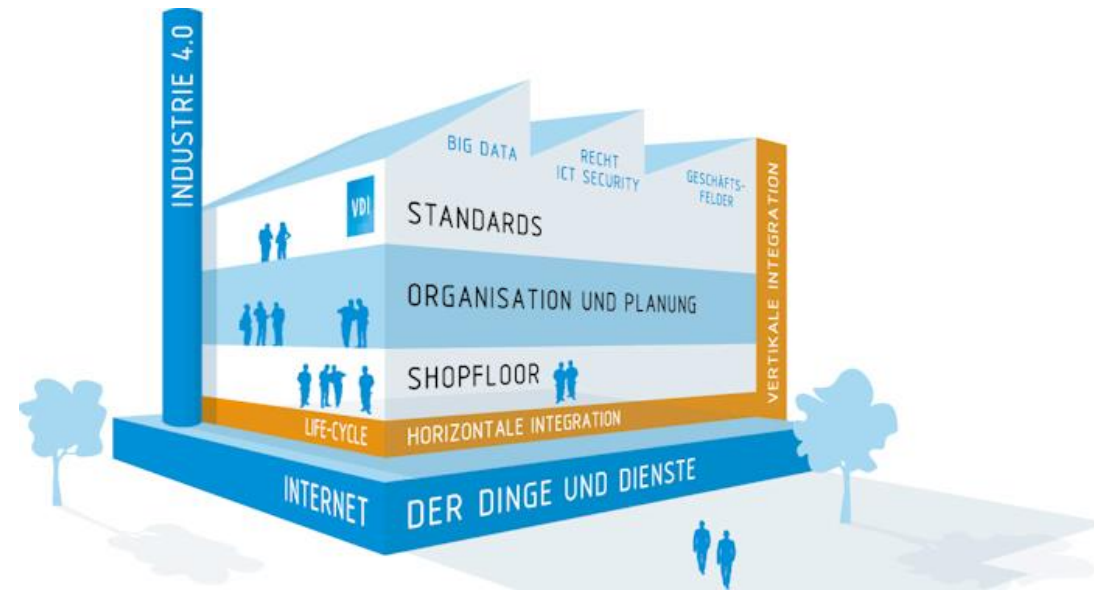 INDUSTRIE 4.0
BIG DATA
RECHT
ICT SECURITY
GESCHÄFTS-
FELDER
VDI
STANDARDS
ORGANISATION UND PLANUNG
SHOPFLOOR
VERTIKALE INTEGRATION
LIFE-CYCLE
HORIZONTALE INTEGRATION
INTERNET DER DINGE UND DIENSTE